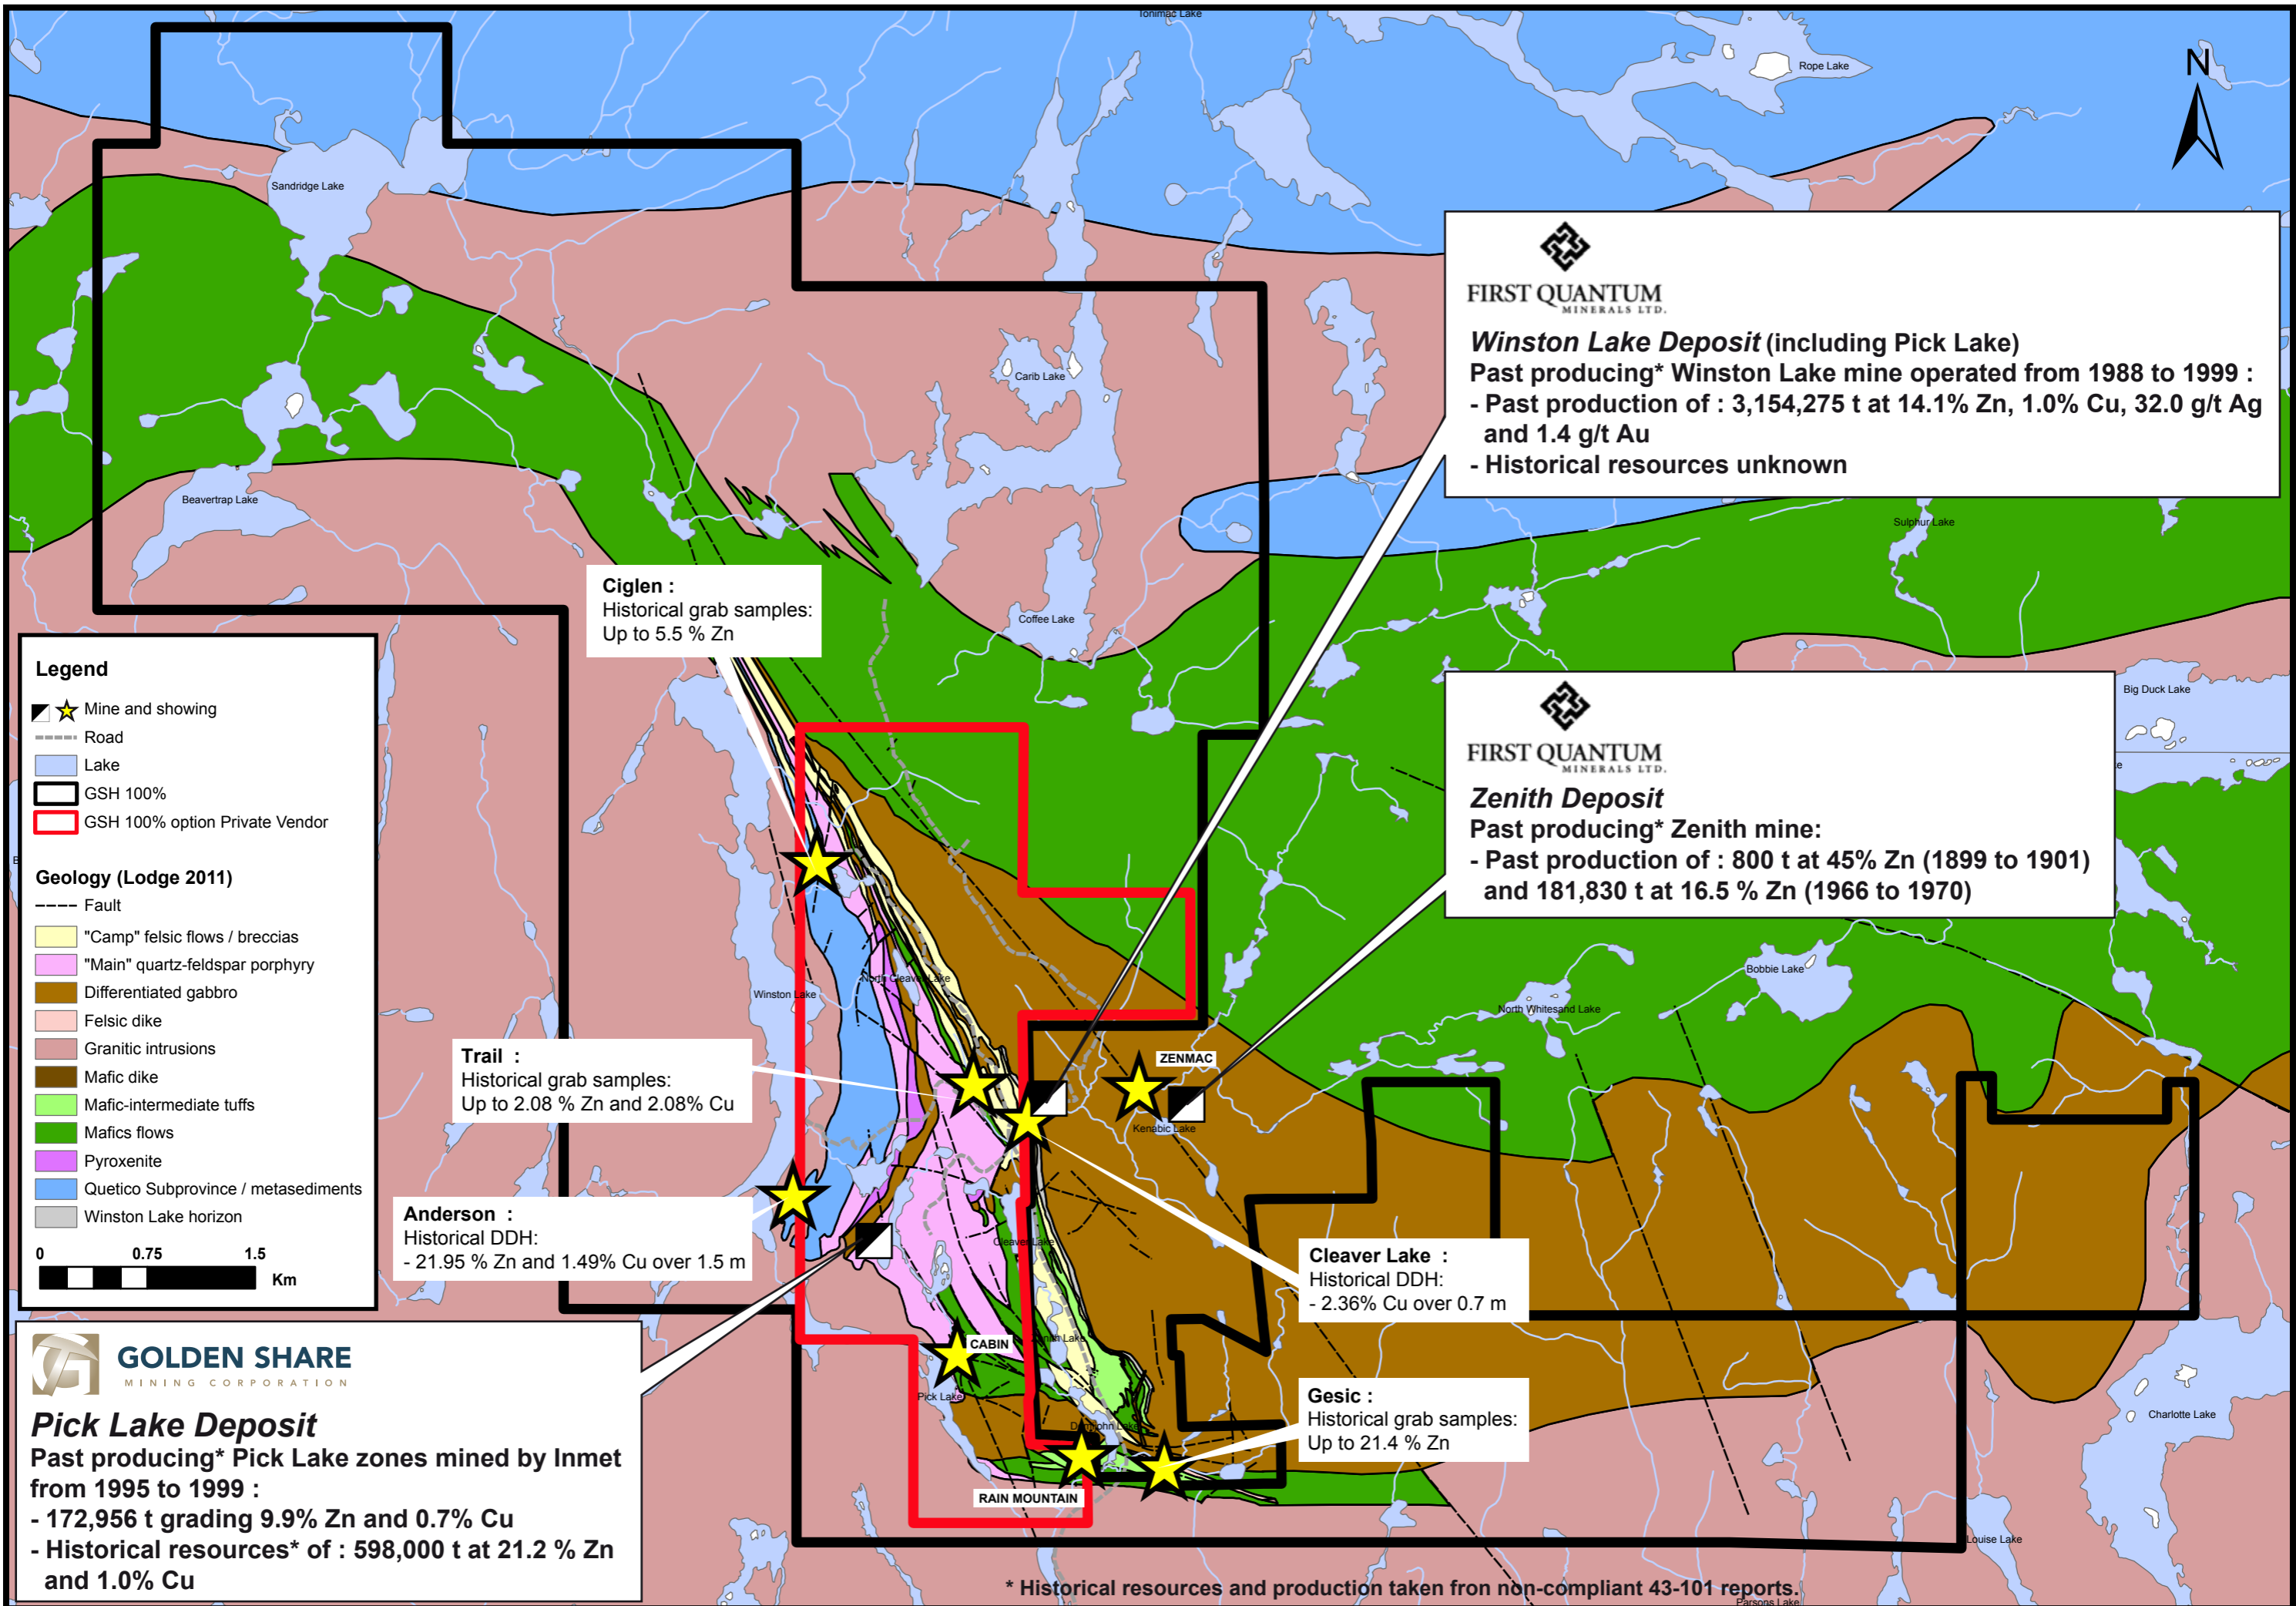 Tonimac Lake
Rope Lake
N
Sandridge Lake
FIRST QUANTUM
MINERALS LTD.
Winston Lake Deposit (including Pick Lake)
Past producing* Winston Lake mine operated from 1988 to 1999 :
- Past production of : 3,154,275 t at 14.1% Zn, 1.0% Cu, 32.0 g/t Ag
and 1.4 g/t Au
- Historical resources unknown
Carib Lake
Beavertrap Lake
Sulphur Lake
Ciglen :
Historical grab samples:
Up to 5.5 % Zn
Coffee Lake
Legend
Mine and showing
Road
Lake
GSH 100%
GSH 100% option Private Vendor
Geology (Lodge 2011)
Fault
"Camp" felsic flows / breccias
"Main" quartz-feldspar porphyry
Differentiated gabbro
Felsic dike
Granitic intrusions
Mafic dike
Mafic-intermediate tuffs
Mafics flows
Pyroxenite
Quetico Subprovince / metasediments
Winston Lake horizon
0 0.75 1.5
Km
Big Duck Lake
FIRST QUANTUM
MINERALS LTD.
Zenith Deposit
Past producing* Zenith mine:
- Past production of : 800 t at 45% Zn (1899 to 1901)
and 181,830 t at 16.5 % Zn (1966 to 1970)
North Cleaver Lake
Winston Lake
Bobbie Lake
North Whitesand Lake
Trail :
Historical grab samples:
Up to 2.08 % Zn and 2.08% Cu
ZENMAC
Kenabic Lake
Anderson :
Historical DDH:
- 21.95 % Zn and 1.49% Cu over 1.5 m
Cleaver Lake
Cleaver Lake :
Historical DDH:
- 2.36% Cu over 0.7 m
CABIN
Lake
Pick Lake
Gesic :
Historical grab samples:
Up to 21.4 % Zn
Charlotte Lake
Lake
RAIN MOUNTAIN
GOLDEN SHARE
MINING CORPORATION
Pick Lake Deposit
Past producing* Pick Lake zones mined by Inmet
from 1995 to 1999 :
- 172,956 t grading 9.9% Zn and 0.7% Cu
- Historical resources* of : 598,000 t at 21.2 % Zn
and 1.0% Cu
Louise Lake
* Historical resources and production taken fron non-compliant 43-101 reports.
Parsons Lake